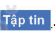 Tập tin .